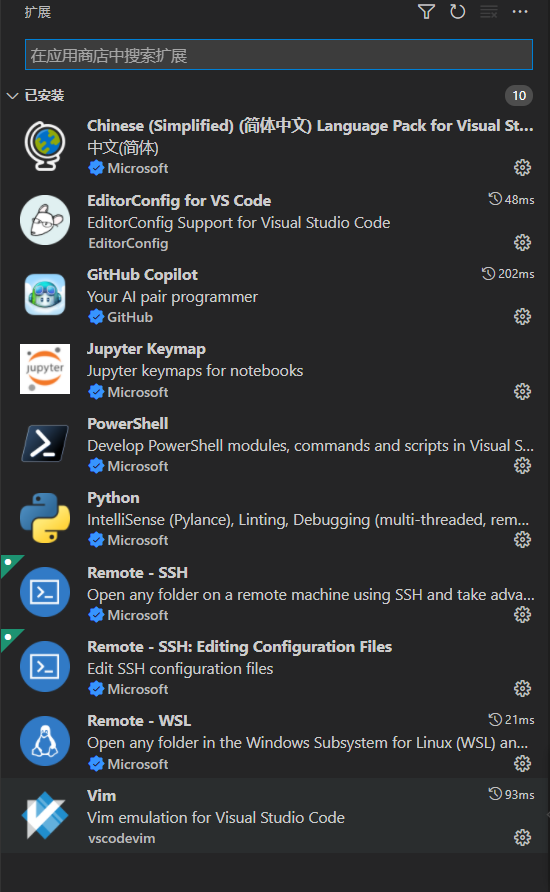 扩展
在应用商店中搜索扩展
已安装 10
Chinese (Simplified) (简体中文) Language Pack for Visual St...
中文(简体)
Microsoft
EditorConfig for VS Code 48ms
EditorConfig Support for Visual Studio Code
EditorConfig
GitHub Copilot 202ms
Your AI pair programmer
GitHub
Jupyter Keymap
jupyter
Jupyter keymaps for notebooks
Microsoft
PowerShell
Develop PowerShell modules, commands and scripts in Visual S...
Microsoft
Python
IntelliSense (Pylance), Linting, Debugging (multi-threaded, rem...
Microsoft
Remote - SSH
Open any folder on a remote machine using SSH and take adva...
Microsoft
Remote - SSH: Editing Configuration Files
Edit SSH configuration files
Microsoft
Remote - WSL 21ms
Open any folder in the Windows Subsystem for Linux (WSL) an...
Microsoft
Vim 93ms
Vim emulation for Visual Studio Code
vscodevim